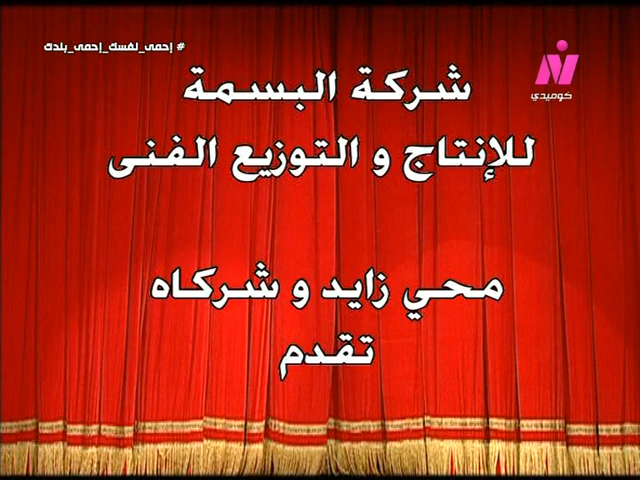 # إحمى_نفسك_إحمى_بلدك
كوميدي
شركة البسمة
للإنتاج و التوزيع الفنى
محي زايد و شركاه
تقدم